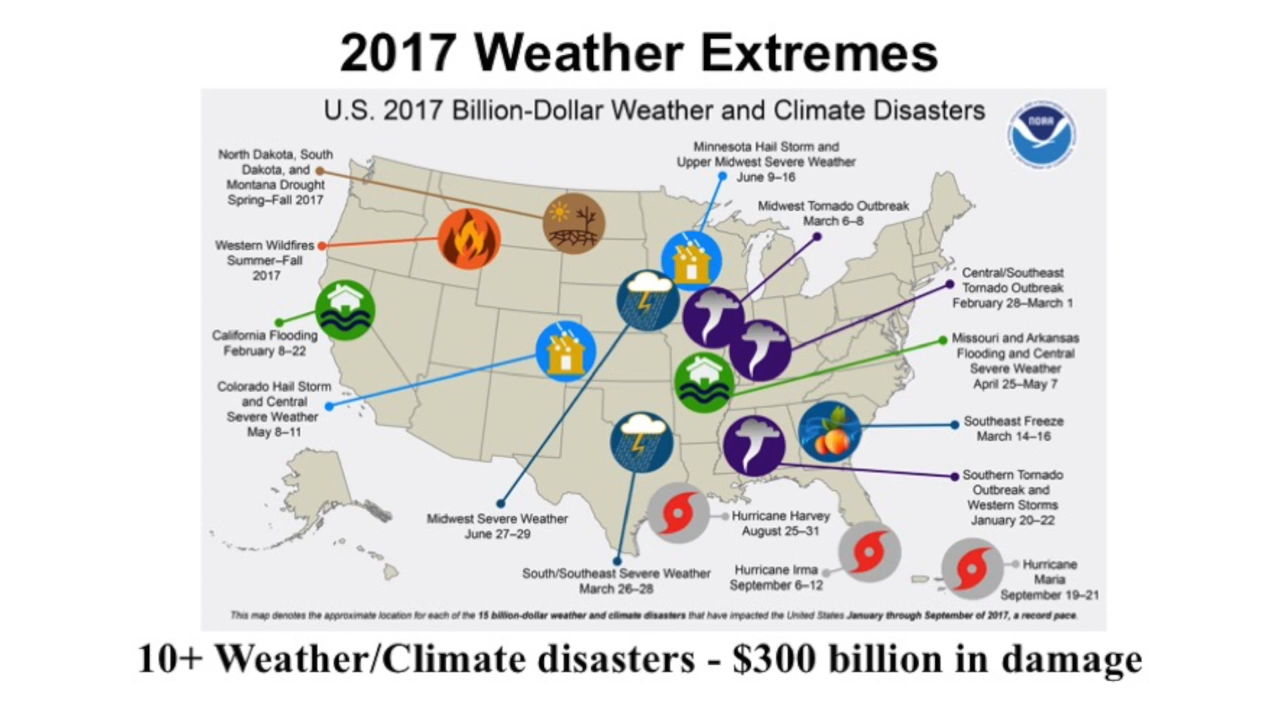 2017 Weather Extremes
U.S. 2017 Billion-Dollar Weather and Climate Disasters
NOAA
North Dakota, South
Dakota, and
Montana Drought
Spring–Fall 2017
Western Wildfires
Summer–Fall
2017
California Flooding
February 8–22
Colorado Hail Storm
and Central
Severe Weather
May 8–11
Minnesota Hail Storm and
Upper Midwest Severe Weather
June 9–16
Midwest Tornado Outbreak
March 6–8
Central/Southeast
Tornado Outbreak
February 28–March 1
Missouri and Arkansas
Flooding and Central
Severe Weather
April 25–May 7
Southeast Freeze
March 14–16
Southern Tornado
Outbreak and
Western Storms
January 20–22
Midwest Severe Weather
June 27–29
South/Southeast Severe Weather
March 26–28
Hurricane Harvey
August 25–31
Hurricane Irma
September 6–12
Hurricane
Maria
September 19–21
This map denotes the approximate location for each of the 15 billion-dollar weather and climate disasters that have impacted the United States January through September of 2017, a record pace.
10+ Weather/Climate disasters - $300 billion in damage